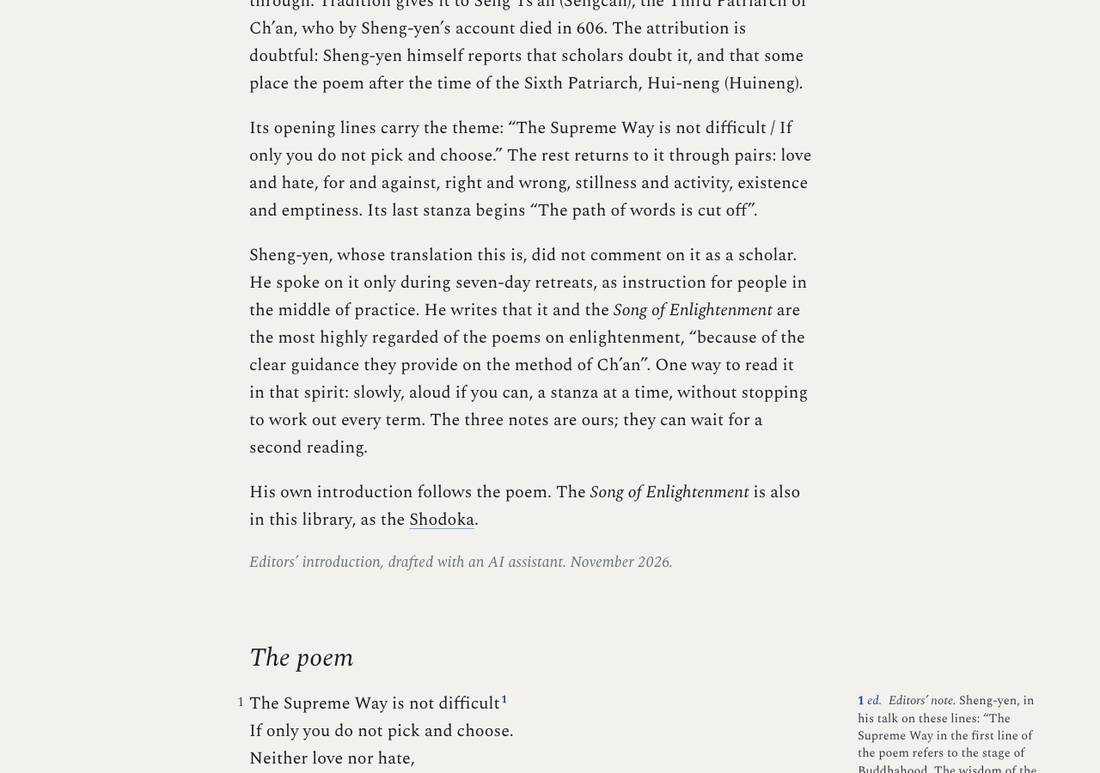 through. Tradition gives it to Seng Ts'an (Sengcan), the Third Patriarch of
Ch’an, who by Sheng-yen’s account died in 606. The attribution is
doubtful: Sheng-yen himself reports that scholars doubt it, and that some
place the poem after the time of the Sixth Patriarch, Hui-neng (Huineng).
Its opening lines carry the theme: “The Supreme Way is not difficult / If
only you do not pick and choose.” The rest returns to it through pairs: love
and hate, for and against, right and wrong, stillness and activity, existence
and emptiness. Its last stanza begins “The path of words is cut off”.
Sheng-yen, whose translation this is, did not comment on it as a scholar.
He spoke on it only during seven-day retreats, as instruction for people in
the middle of practice. He writes that it and the Song of Enlightenment are
the most highly regarded of the poems on enlightenment, “because of the
clear guidance they provide on the method of Ch’an”. One way to read it
in that spirit: slowly, aloud if you can, a stanza at a time, without stopping
to work out every term. The three notes are ours; they can wait for a
second reading.
His own introduction follows the poem. The Song of Enlightenment is also
in this library, as the Shodoka.
Editors’ introduction, drafted with an AI assistant. November 2026.
The poem
1 The Supreme Way is not difficult1
If only you do not pick and choose.
Neither love nor hate,
1 ed. Editors’ note. Sheng-yen, in
his talk on these lines: “The
Supreme Way in the first line of
the poem refers to the stage of
Buddhahood. The wisdom of the